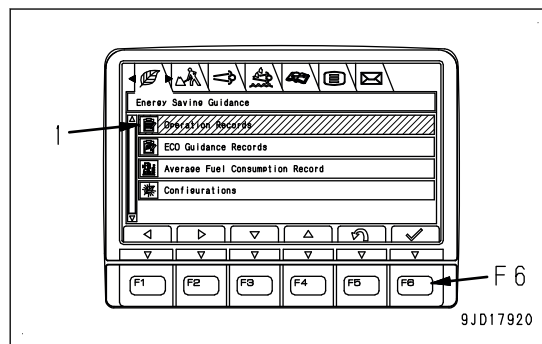 Energy Saving Guidance
1
Operation Records
ECO Guidance Records
Average Fuel Consumption Record
Configurations
F1 F2 F3 F4 F5 F6
F6
9JD17920